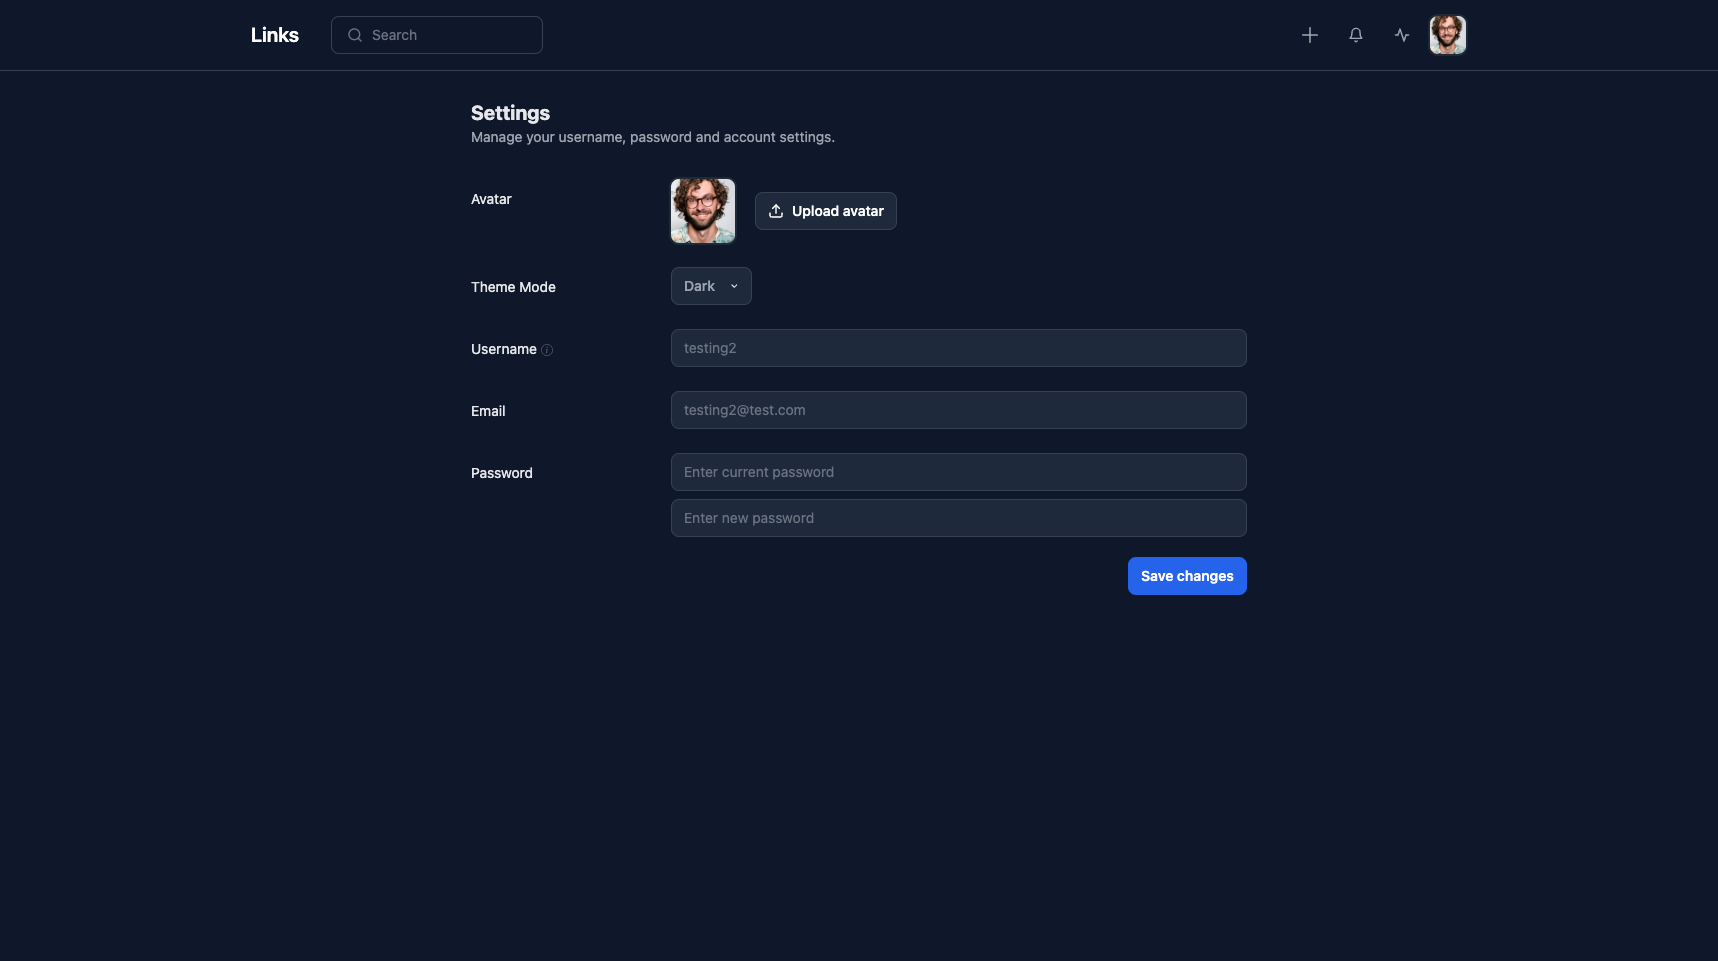 Links
Search
Settings
Manage your username, password and account settings.
Avatar
Upload avatar
Theme Mode
Dark
Username
testing2
Email
testing2@test.com
Password
Enter current password
Enter new password
Save changes